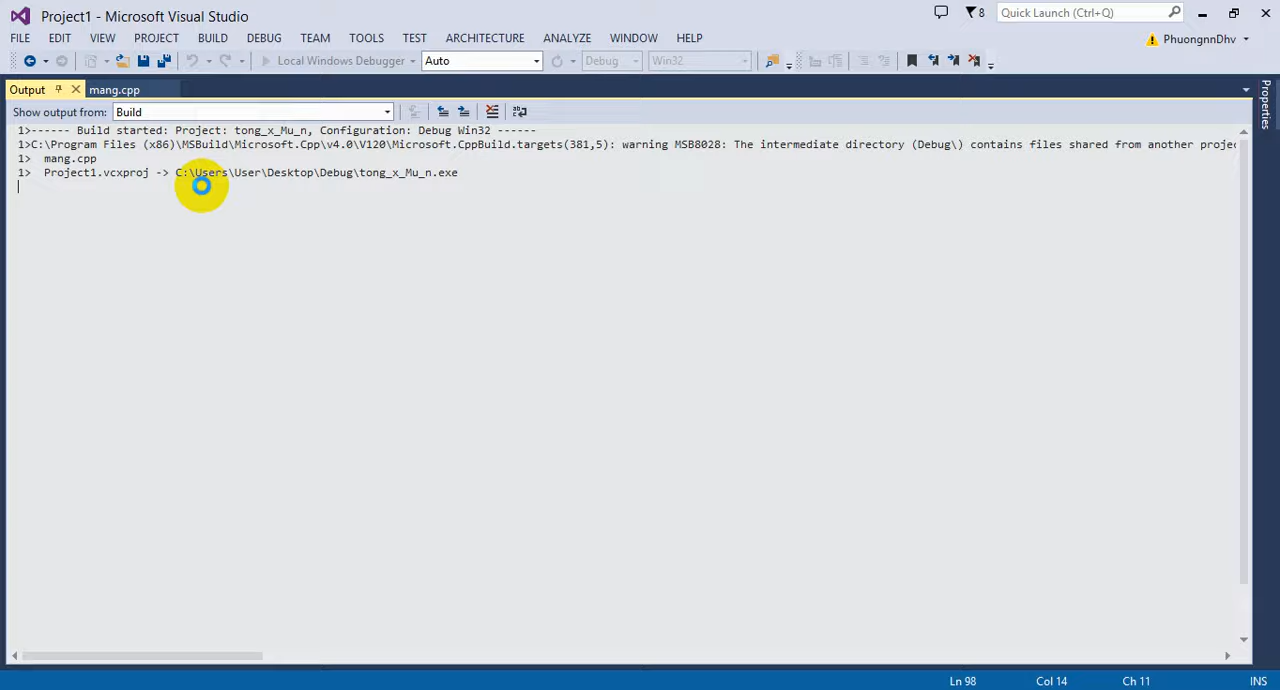 Project1 - Microsoft Visual Studio
8
Quick Launch (Ctrl+Q)
FILE EDIT VIEW PROJECT BUILD DEBUG TEAM TOOLS TEST ARCHITECTURE ANALYZE WINDOW HELP
PhuongnnDhv
Local Windows Debugger Auto Debug Win32
Output mang.cpp
Properties
Show output from: Build
1>------ Build started: Project: tong_x_Mu_n, Configuration: Debug Win32 ------
1>C:\Program Files (x86)\MSBuild\Microsoft.Cpp\v4.0\V120\Microsoft.CppBuild.targets(381,5): warning MSB8028: The intermediate directory (Debug\) contains files shared from another projec
1>  mang.cpp
1>  Project1.vcxproj -> C:\Users\User\Desktop\Debug\tong_x_Mu_n.exe
Ln 98 Col 14 Ch 11 INS